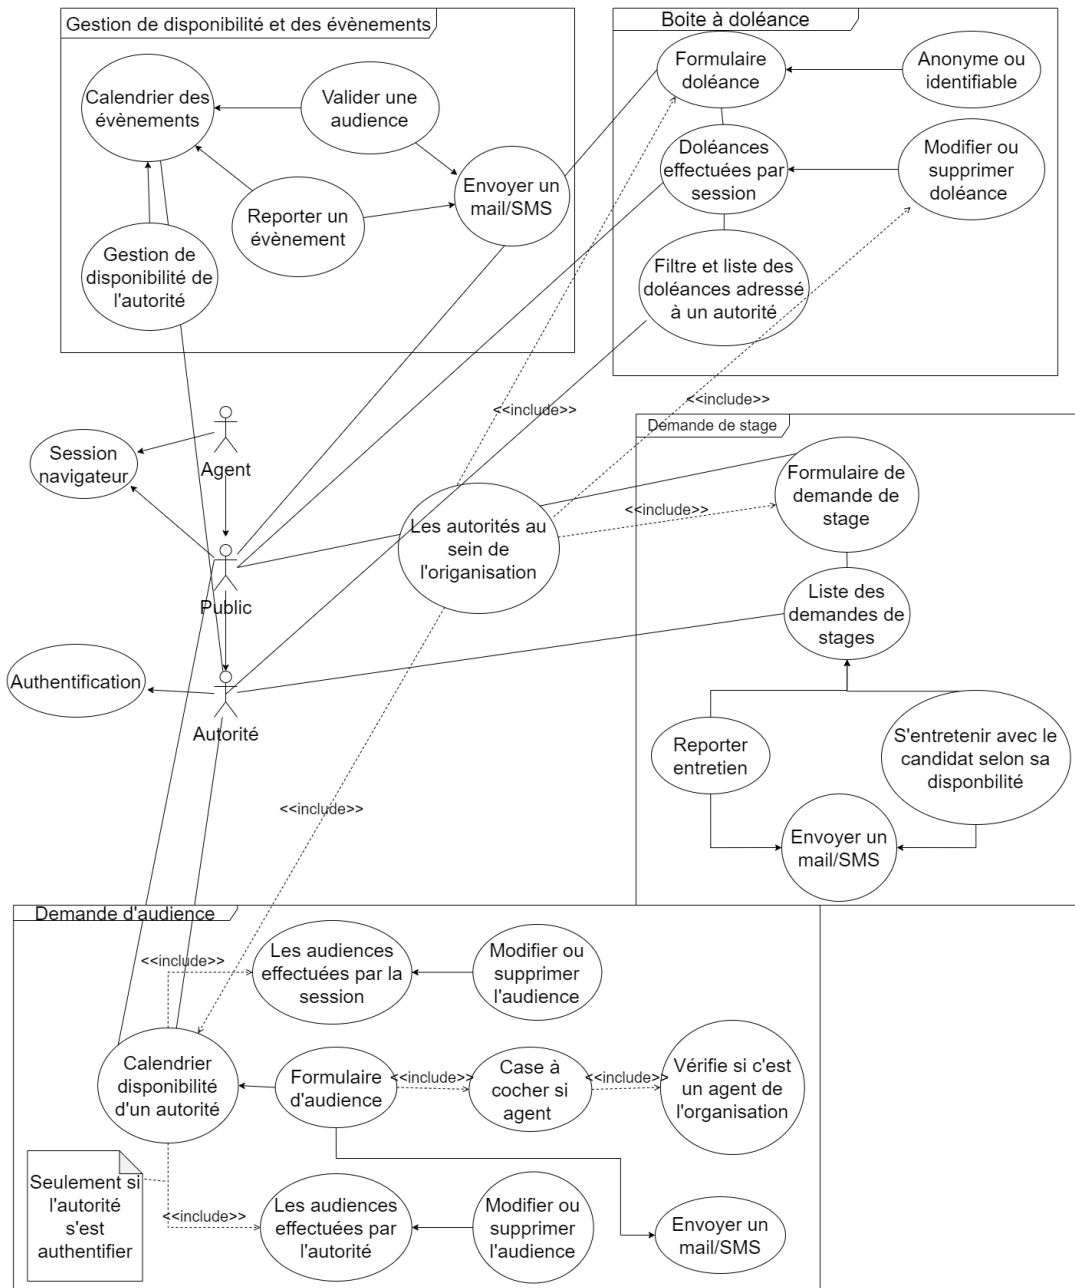 Gestion de disponibilité et des évènements
Calendrier des
évènements
Valider une
audience
Reporter un
évènement
Envoyer un
mail/SMS
Gestion de
disponibilité de
l'autorité
Boite à doléance
Formulaire
doléance
Anonyme ou
identifiable
Doléances
effectuées par
session
Modifier ou
supprimer
doléance
Filtre et liste des
doléances adressé
à un autorité
<<include>>
<<include>>
Session
navigateur
Agent
Public
Authentification
Autorité
Les autorités au
sein de
l'origanisation
<<include>>
<<include>>
Demande de stage
Formulaire de
demande de
stage
Liste des
demandes de
stages
Reporter
entretien
S'entretenir avec le
candidat selon sa
disponbilité
Envoyer un
mail/SMS
Demande d'audience
<<include>>
Les audiences
effectuées par la
session
Modifier ou
supprimer
l'audience
Calendrier
disponibilité
d'un autorité
Formulaire
d'audience
<<include>>
Case à
cocher si
agent
<<include>>
Vérifie si c'est
un agent de
l'organisation
Seulement si
l'autorité
s'est
authentifier
<<include>>
Les audiences
effectuées par
l'autorité
Modifier ou
supprimer
l'audience
Envoyer un
mail/SMS